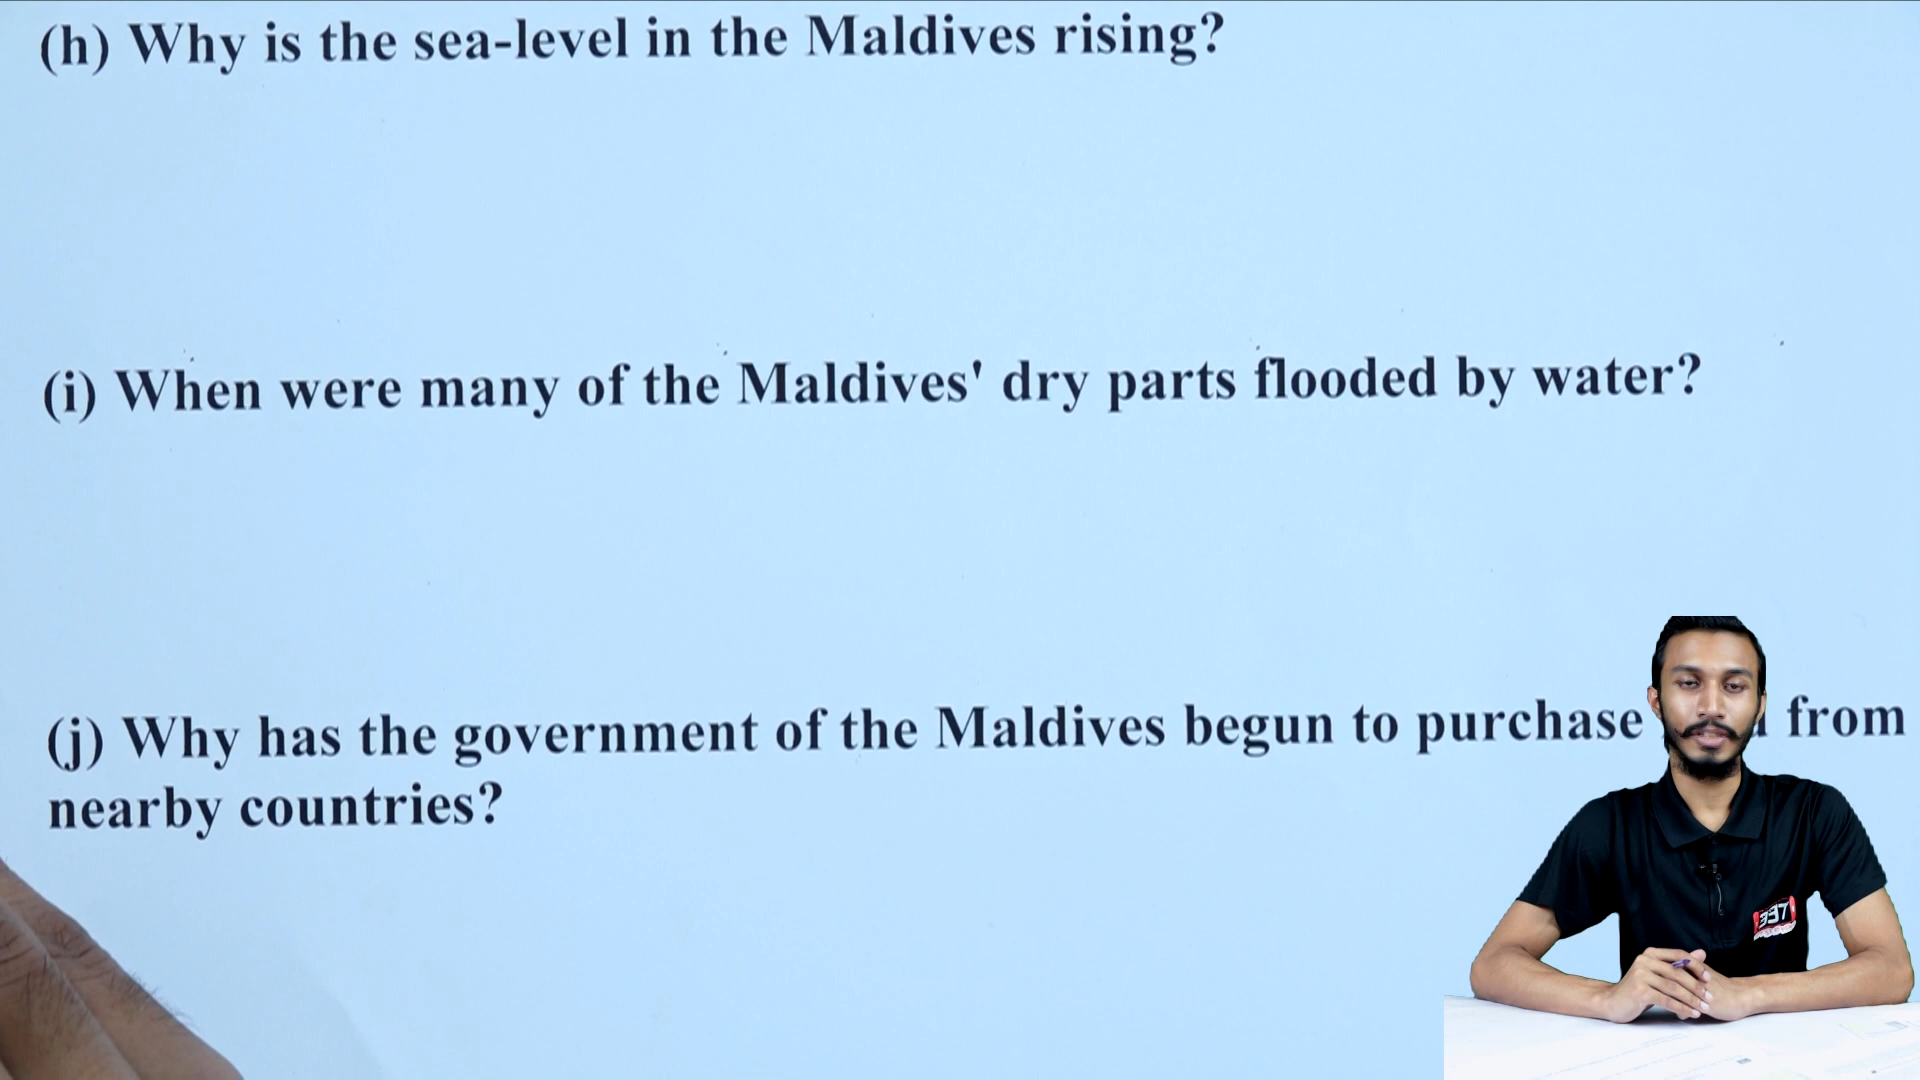 (h) Why is the sea-level in the Maldives rising?
(i) When were many of the Maldives' dry parts flooded by water?
(j) Why has the government of the Maldives begun to purchase from
nearby countries?